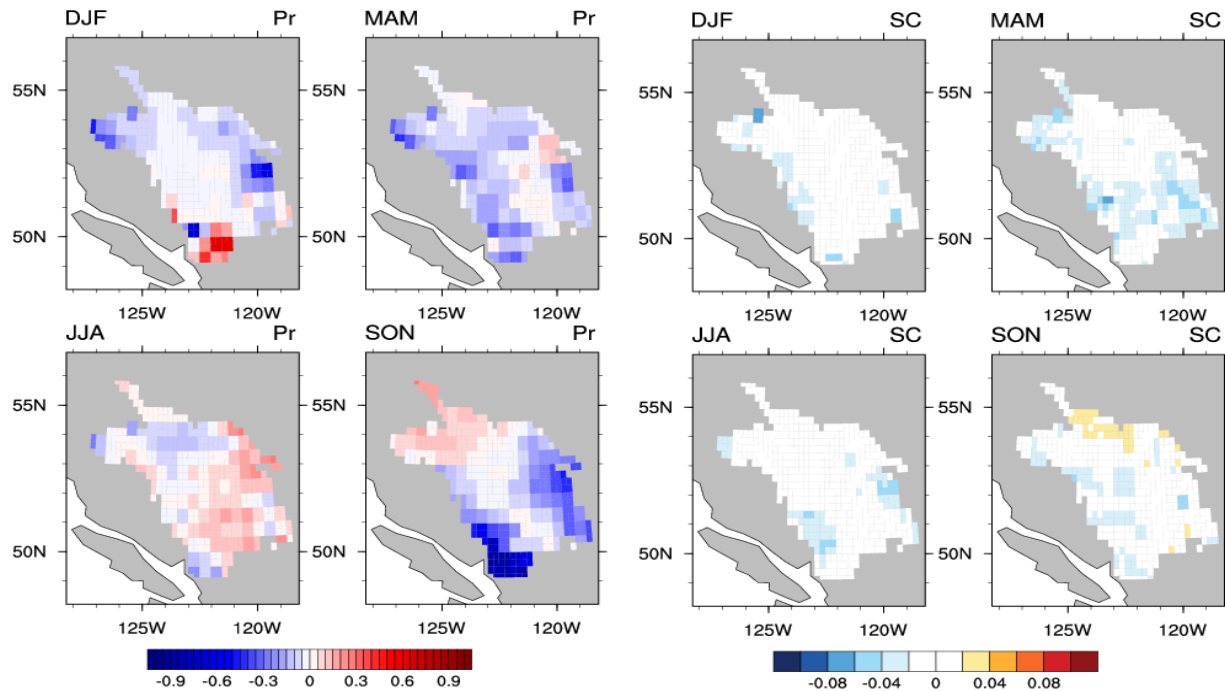 DJF Pr MAM Pr DJF SC MAM SC
55N 55N 55N 55N
50N 50N 50N 50N
125W 120W 125W 120W 125W 120W 125W 120W
JJA Pr SON Pr JJA SC SON SC
55N 55N 55N 55N
50N 50N 50N 50N
125W 120W 125W 120W 125W 120W 125W 120W
-0.9 -0.6 -0.3 0 0.3 0.6 0.9 -0.08 -0.04 0 0.04 0.08